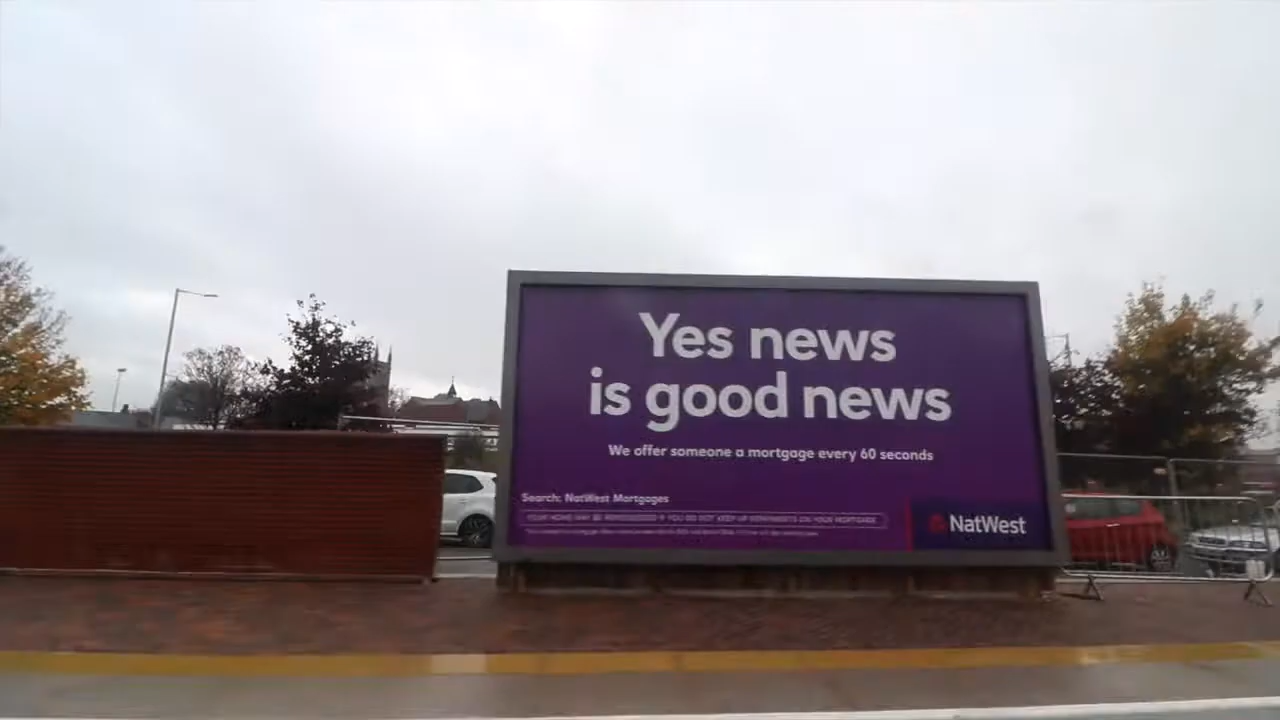 Yes news
is good news
We offer someone a mortgage every 60 seconds
Search: NatWest Mortgages
YOUR HOME MAY BE REPOSSESSED IF YOU DO NOT KEEP UP REPAYMENTS ON YOUR MORTGAGE
NatWest